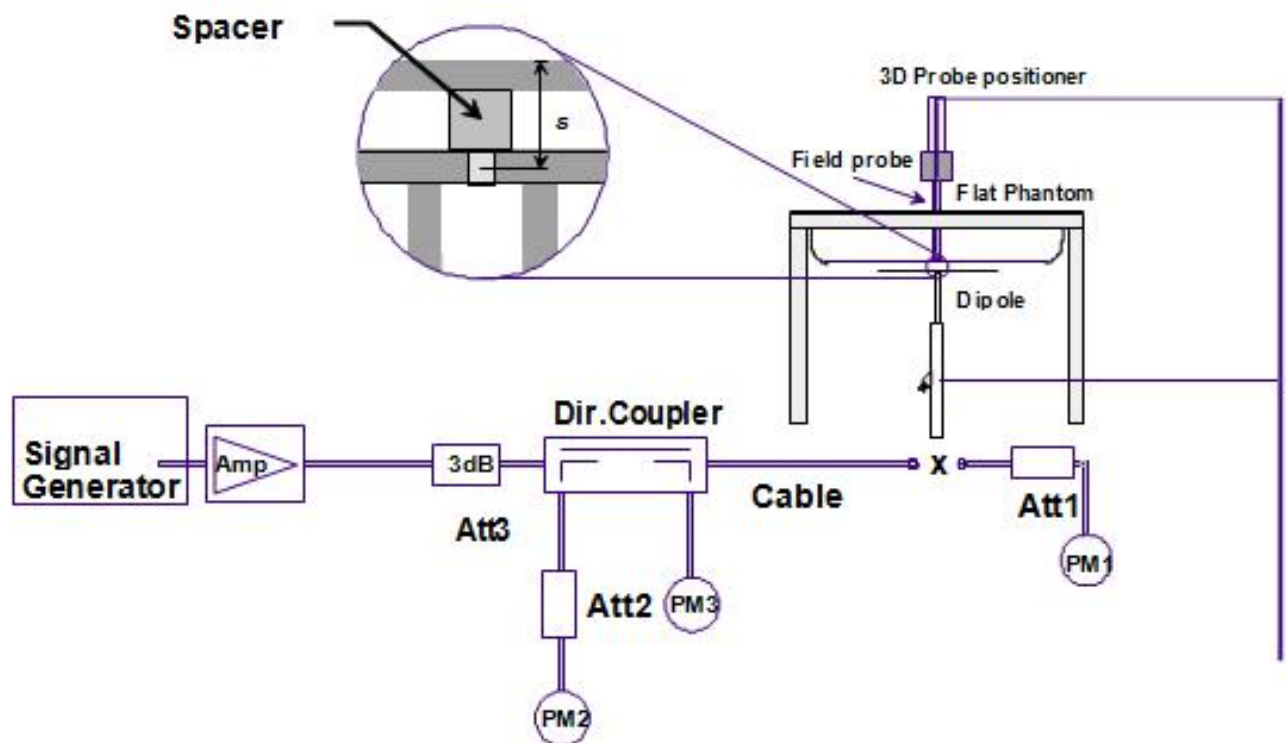 Spacer
s
3D Probe positioner
Field probe
Flat Phantom
Dipole
Signal
Generator
Amp
3dB
Att3
Dir.Coupler
Cable
X
Att1
PM1
Att2
PM3
PM2